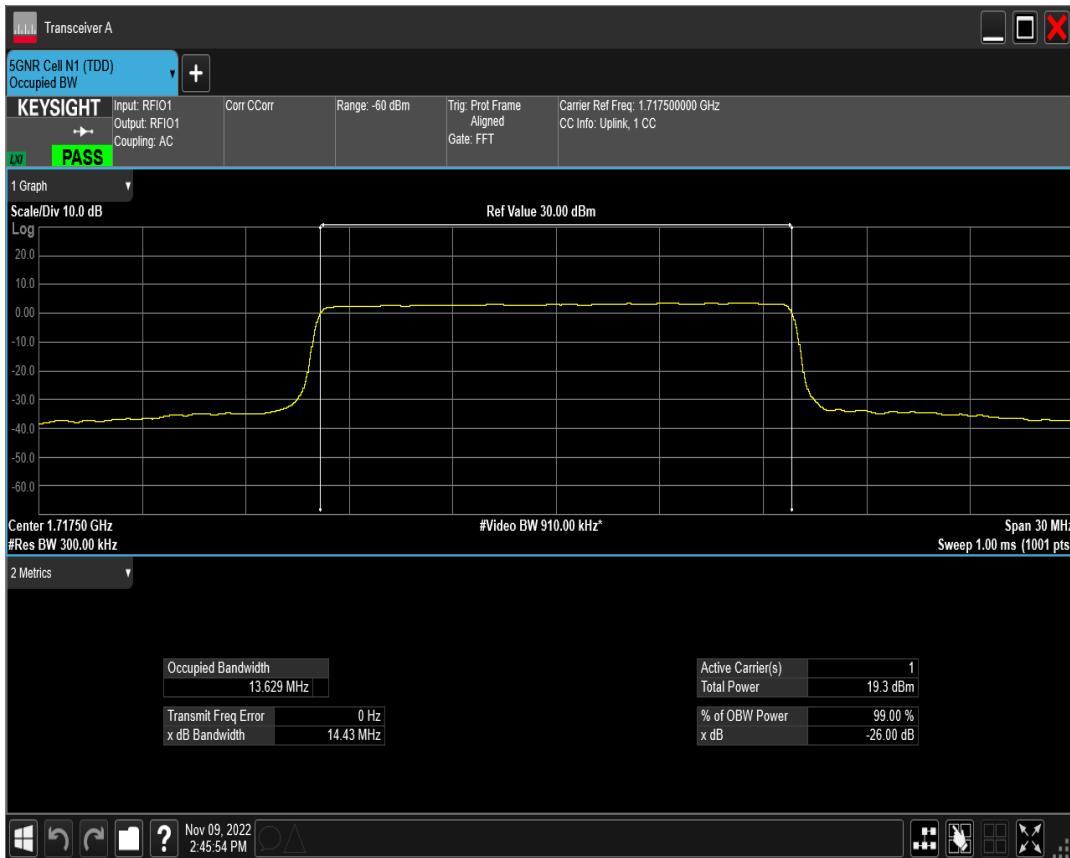 Transceiver A
5GNR Cell N1 (TDD)
Occupied BW
+
KEYSIGHT
LXI
PASS
Input: RFIO1
Output: RFIO1
Coupling: AC
Corr CCorr
Range: -60 dBm
Trig: Prot Frame
Aligned
Gate: FFT
Carrier Ref Freq: 1.717500000 GHz
CC Info: Uplink, 1 CC
1 Graph
Scale/Div 10.0 dB
Ref Value 30.00 dBm
Log
20.0
10.0
0.00
-10.0
-20.0
-30.0
-40.0
-50.0
-60.0
Center 1.71750 GHz
#Video BW 910.00 kHz*
Span 30 MHz
#Res BW 300.00 kHz
Sweep 1.00 ms (1001 pts
2 Metrics
Occupied Bandwidth
13.629 MHz
Transmit Freq Error 0 Hz
x dB Bandwidth 14.43 MHz
Active Carrier(s) 1
Total Power 19.3 dBm
% of OBW Power 99.00 %
x dB -26.00 dB
?
Nov 09, 2022
2:45:54 PM